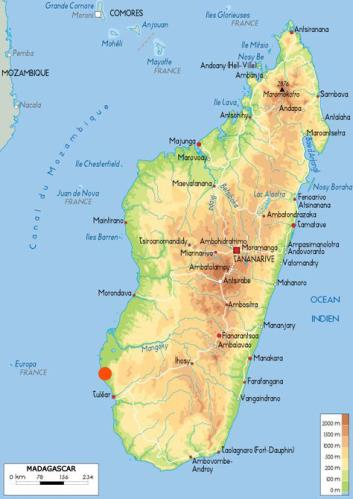 Grande Comore
Moroni
COMORES
Anjouan
Mohéli
Mayotte
FRANCE
Iles Glorieuses
FRANCE
Antsiranana
Ile Mitsio
Nosy Be
Andoany (Hell-Ville)
Ambanja
2876
Maromokotro
Sambava
Andapa
Antalaha
Maroantsetra
Ile Lava
Antsohihy
Pemba
MOZAMBIQUE
Nacala
Canal du Mozambique
Majunga
Marovoay
Ile Chesterfield
Juan de Nova
FRANCE
Maevatanana
Betsiboka
Lac Alaotra
Nosy Boraha
Fenoarivo
Atsinanana
Maintirano
Iles Barren
Ambatondrazaka
Tamatave
Tsiroanomandidy
Ambohidratrimo
Moramanga
Miarinarivo
TANANARIVE
Ampasimanolotra
Andovoranto
Vatomandry
Ambatolampy
Antsirabe
Mahanoro
Morondava
Ambositra
OCEAN
INDIEN
Mananjary
Fianarantsoa
Ambalavao
Mangoky
Ihosy
Manakara
Europa
FRANCE
Farafangana
Tuléar
Vangaindrano
MADAGASCAR
0 km
78
156
234
Taolagnaro (Fort-Dauphin)
Ambovombe-
Androy
2000 m
1500 m
1000 m
500 m
200 m
100 m
0 m